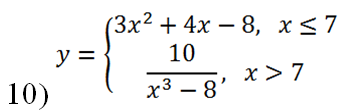 10) y = { 3x² + 4x − 8, x ≤ 7
10 / (x³ − 8), x > 7